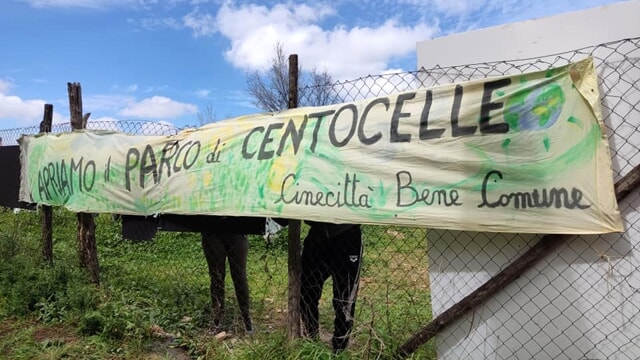 APRIAMO il PARCO di CENTOCELLE
Cinecittà Bene Comune